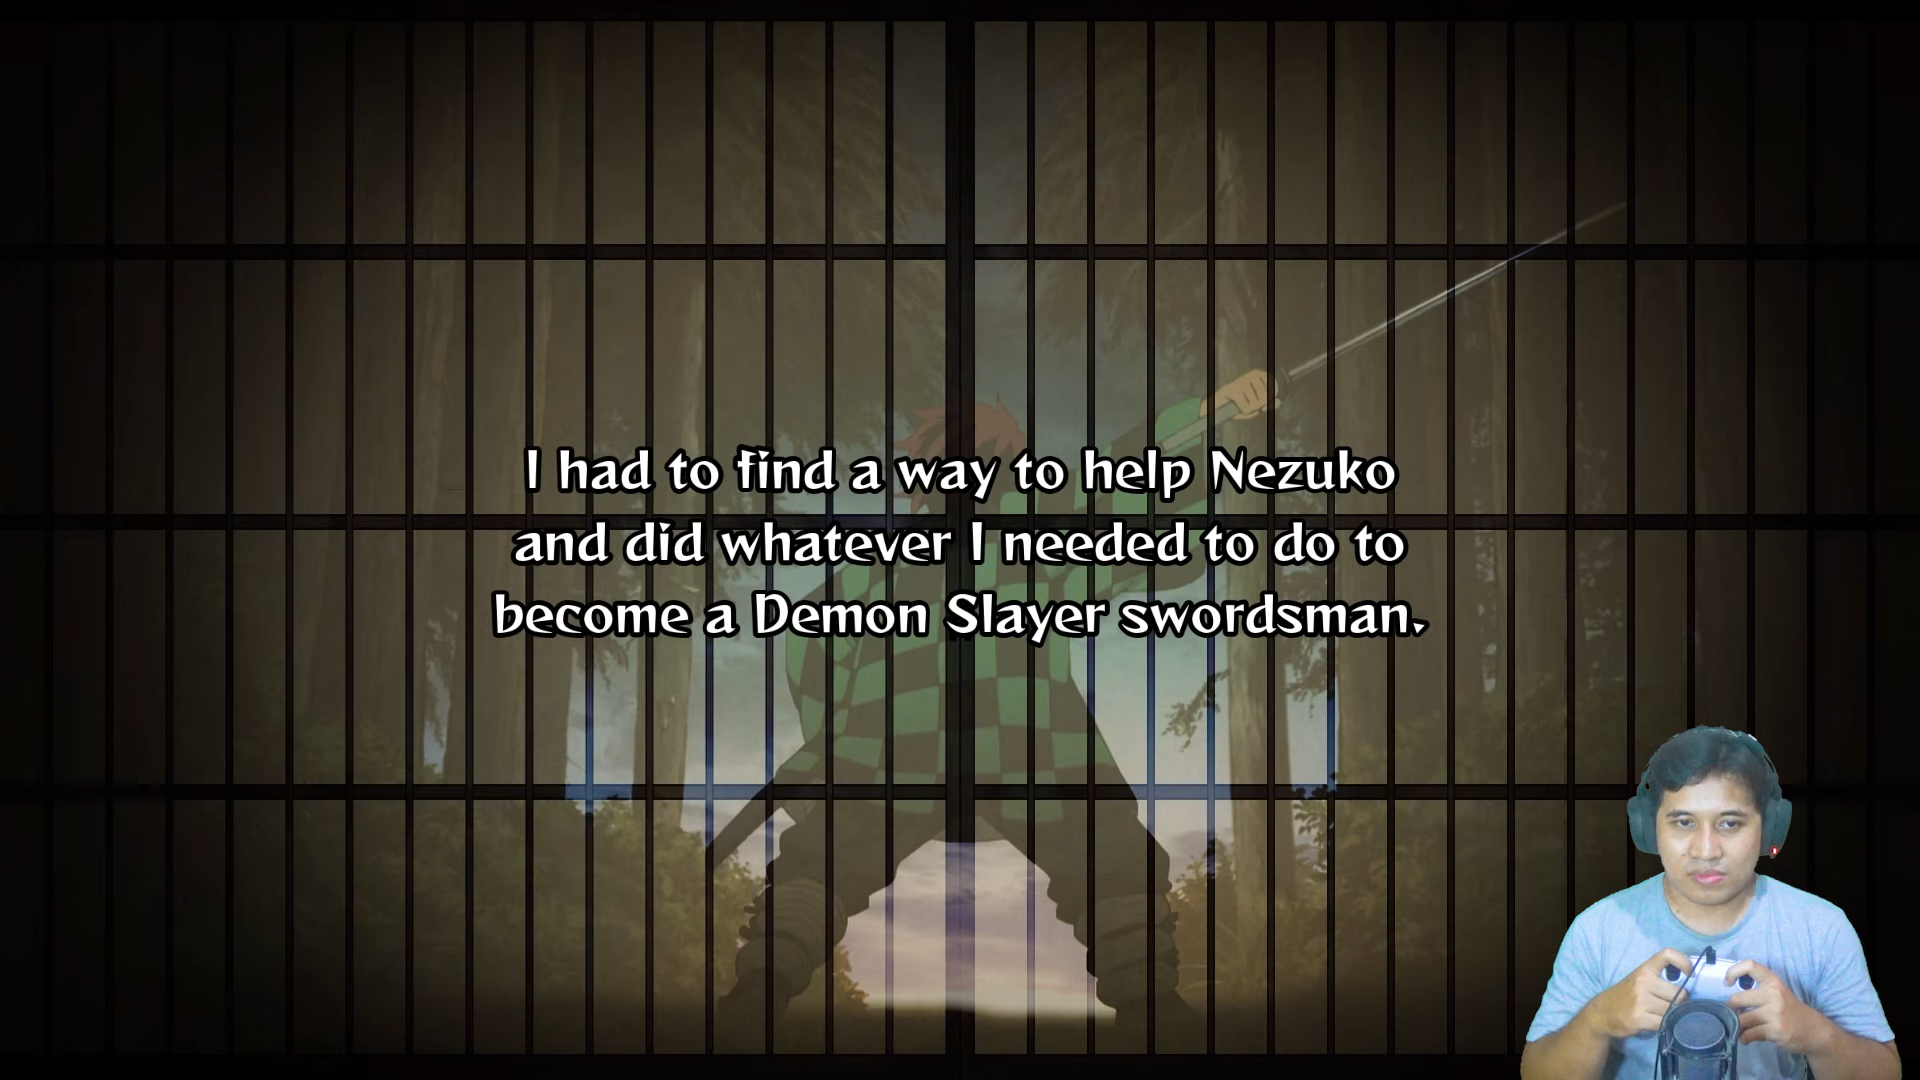 I had to find a way to help Nezuko
and did whatever I needed to do to
become a Demon Slayer swordsman.